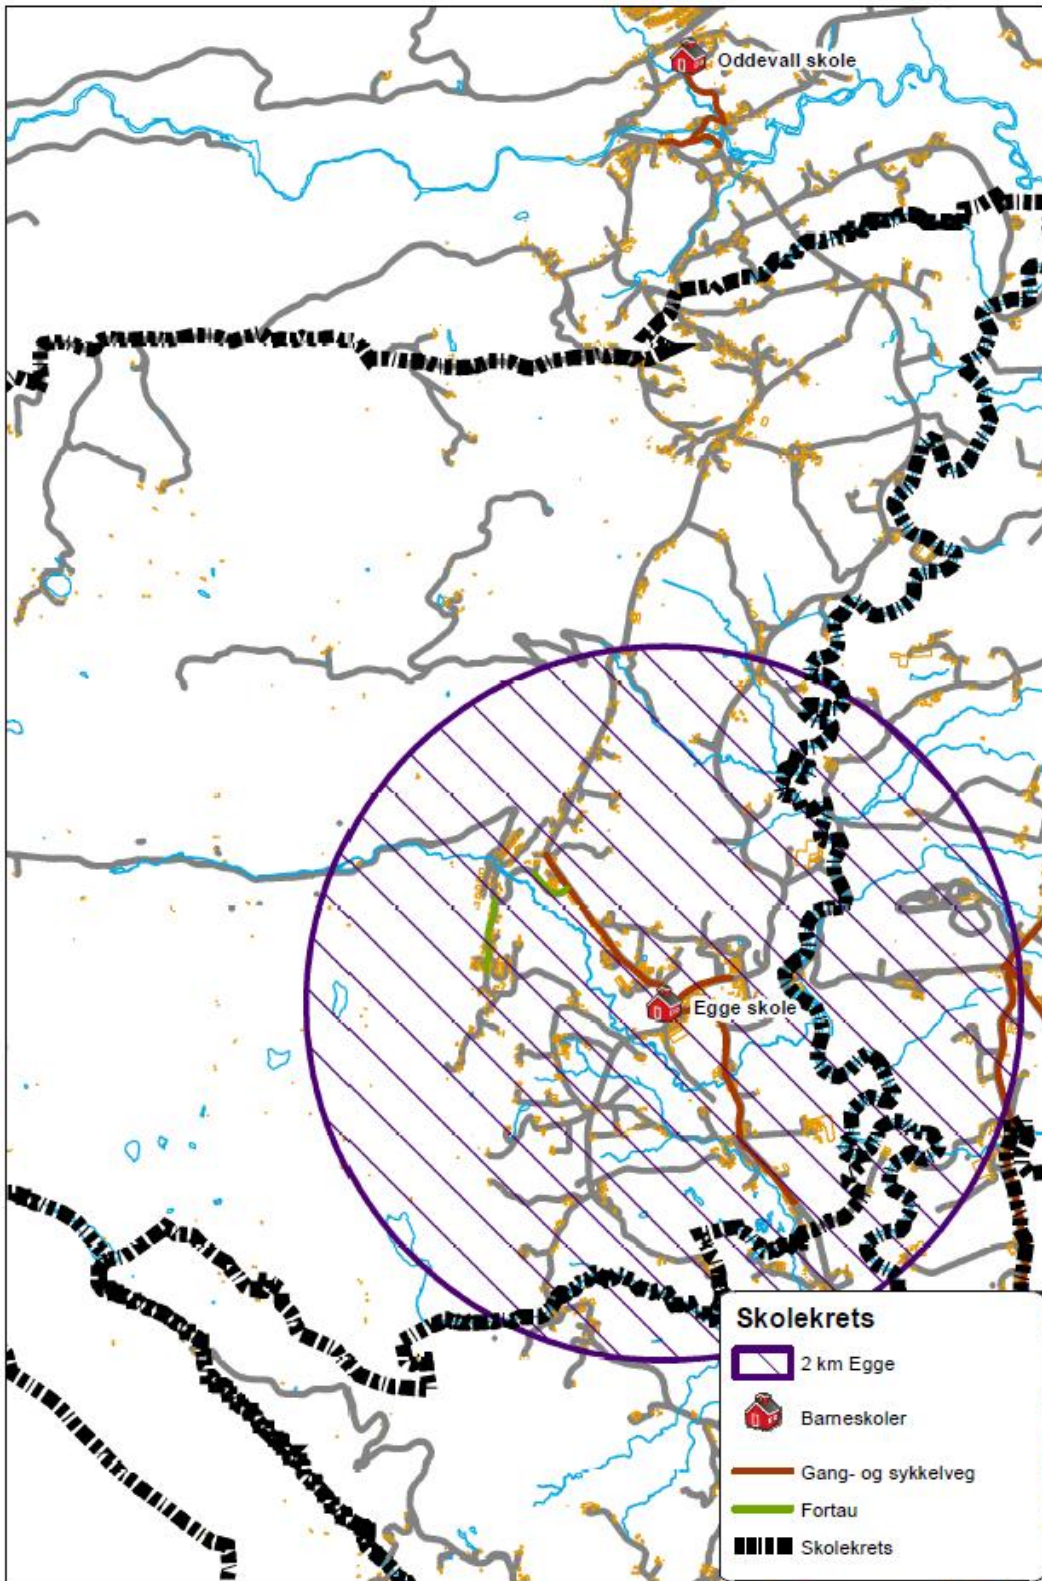 Oddevall skole
Egge skole
Skolekrets
2 km Egge
Barneskoler
Gang- og sykkelveg
Fortau
Skolekrets